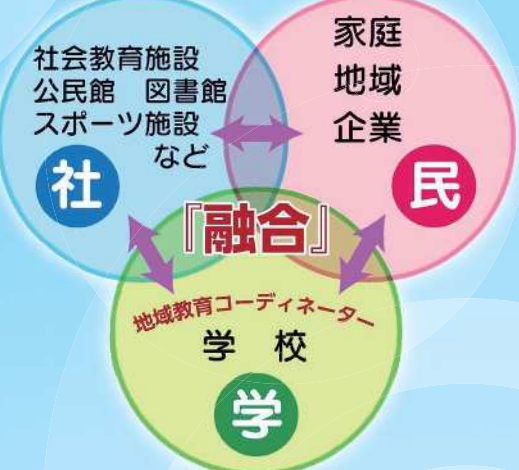 社会教育施設
公民館　図書館
スポーツ施設
など
社
家庭
地域
企業
民
『融合』
地域教育コーディネーター
学　校
学